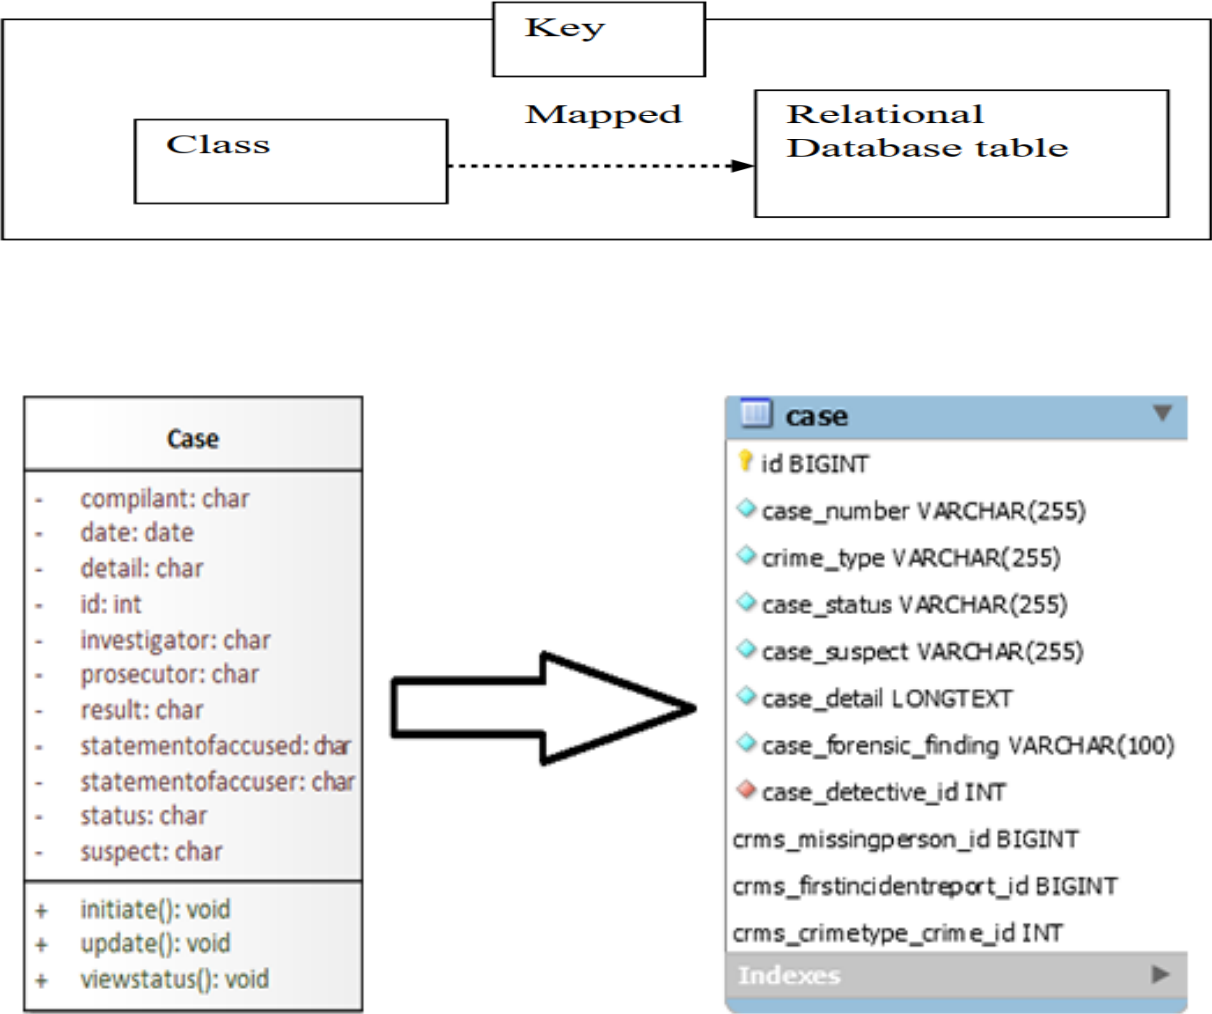 Key
Mapped
Class
Relational
Database table
Case
- compilant: char
- date: date
- detail: char
- id: int
- investigator: char
- prosecutor: char
- result: char
- statementofaccused: char
- statementofaccuser: char
- status: char
- suspect: char
+ initiate(): void
+ update(): void
+ viewstatus(): void
case
id BIGINT
case_number VARCHAR(255)
crime_type VARCHAR(255)
case_status VARCHAR(255)
case_suspect VARCHAR(255)
case_detail LONGTEXT
case_forensic_finding VARCHAR(100)
case_detective_id INT
crms_missingperson_id BIGINT
crms_firstincidentreport_id BIGINT
crms_crimetype_crime_id INT
Indexes